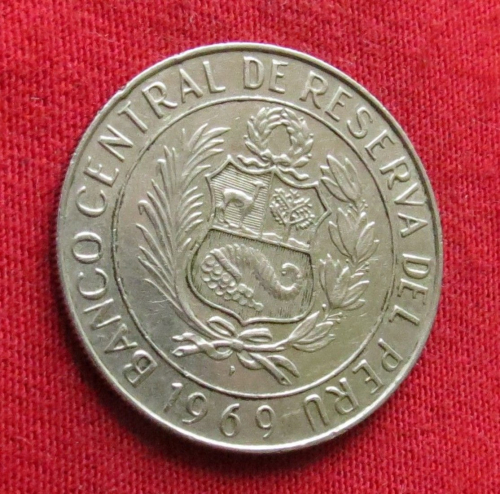 BANCO CENTRAL DE RESERVA DEL PERU
1969